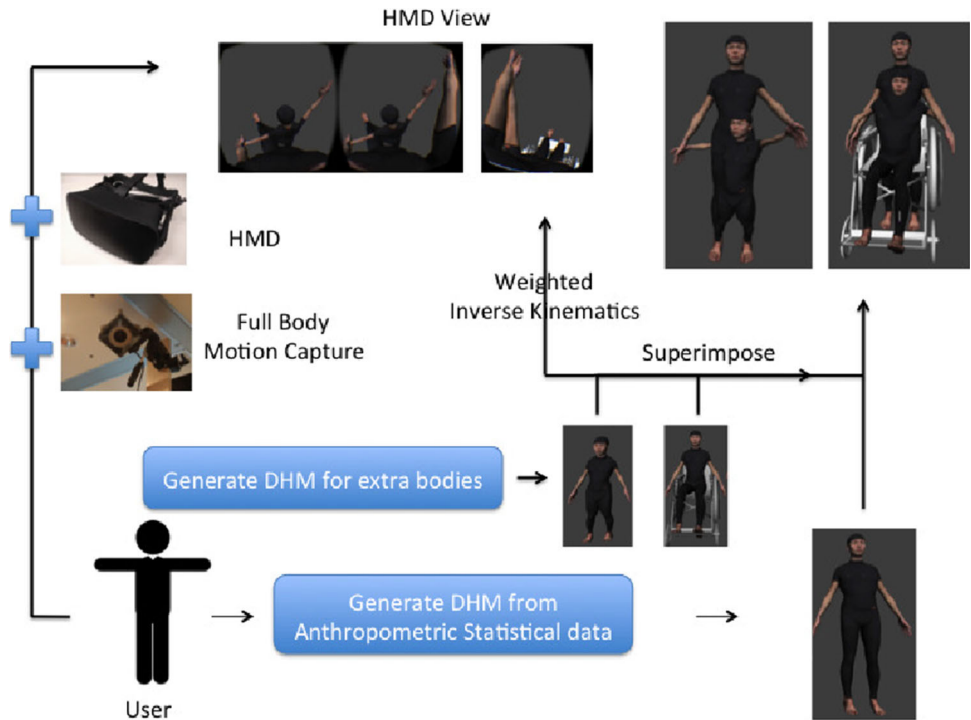 HMD View
HMD
Full Body
Motion Capture
Weighted
Inverse Kinematics
Superimpose
Generate DHM for extra bodies
Generate DHM from
Anthropometric Statistical data
User